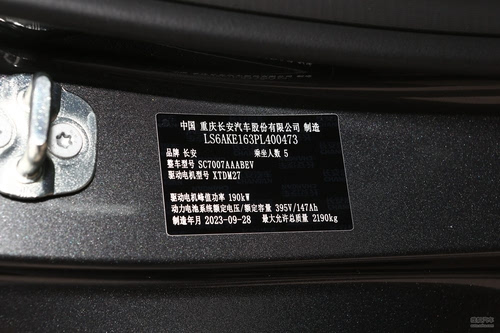 中国 重庆长安汽车股份有限公司 制造
LS6AKE163PL400473
品牌 长安 乘坐人数 5
整车型号 SC7007AAABEV
驱动电机型号 XTDM27
驱动电机峰值功率 190kW
动力电池系统额定电压/额定容量 395V/147Ah
制造年月 2023-09-28 最大允许总质量 2190kg